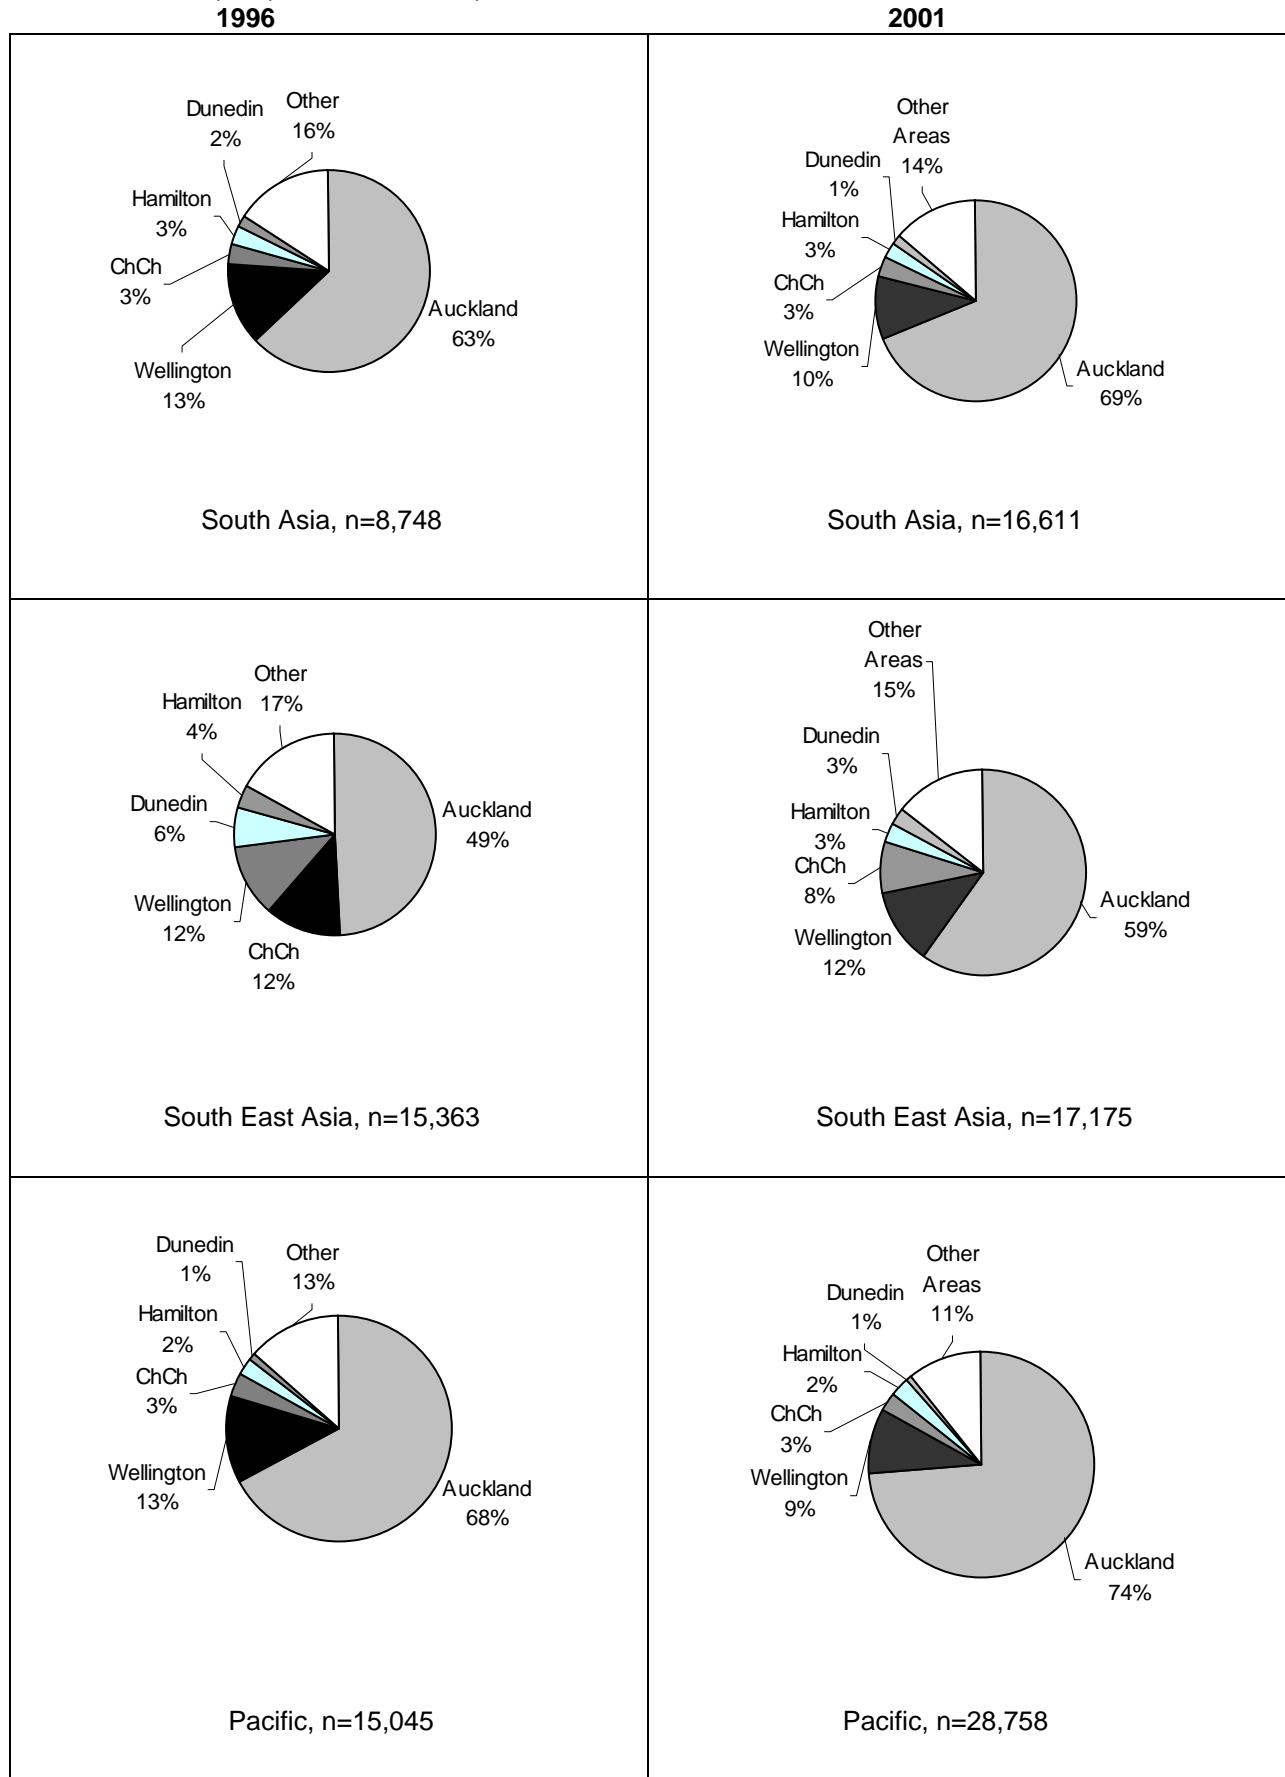 1996
2001
Dunedin
2%
Other
16%
Hamilton
3%
ChCh
3%
Wellington
13%
Auckland
63%
South Asia, n=8,748
Other
Areas
14%
Dunedin
1%
Hamilton
3%
ChCh
3%
Wellington
10%
Auckland
69%
South Asia, n=16,611
Other
17%
Hamilton
4%
Dunedin
6%
Wellington
12%
ChCh
12%
Auckland
49%
South East Asia, n=15,363
Other
Areas
15%
Dunedin
3%
Hamilton
3%
ChCh
8%
Wellington
12%
Auckland
59%
South East Asia, n=17,175
Dunedin
1%
Other
13%
Hamilton
2%
ChCh
3%
Wellington
13%
Auckland
68%
Pacific, n=15,045
Other
Areas
11%
Dunedin
1%
Hamilton
2%
ChCh
3%
Wellington
9%
Auckland
74%
Pacific, n=28,758